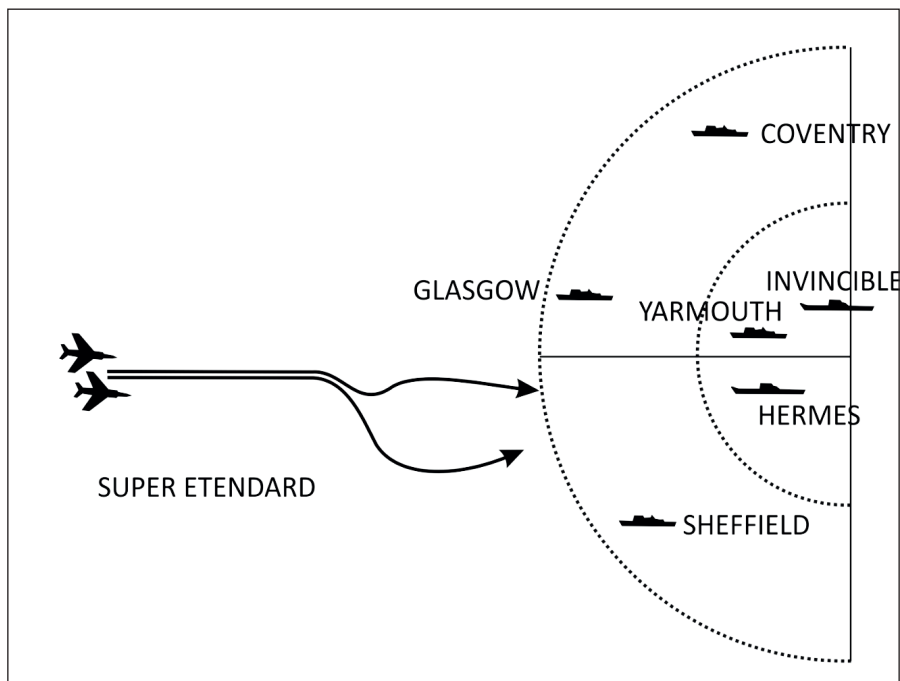 COVENTRY
INVINCIBLE
GLASGOW
YARMOUTH
HERMES
SUPER ETENDARD
SHEFFIELD